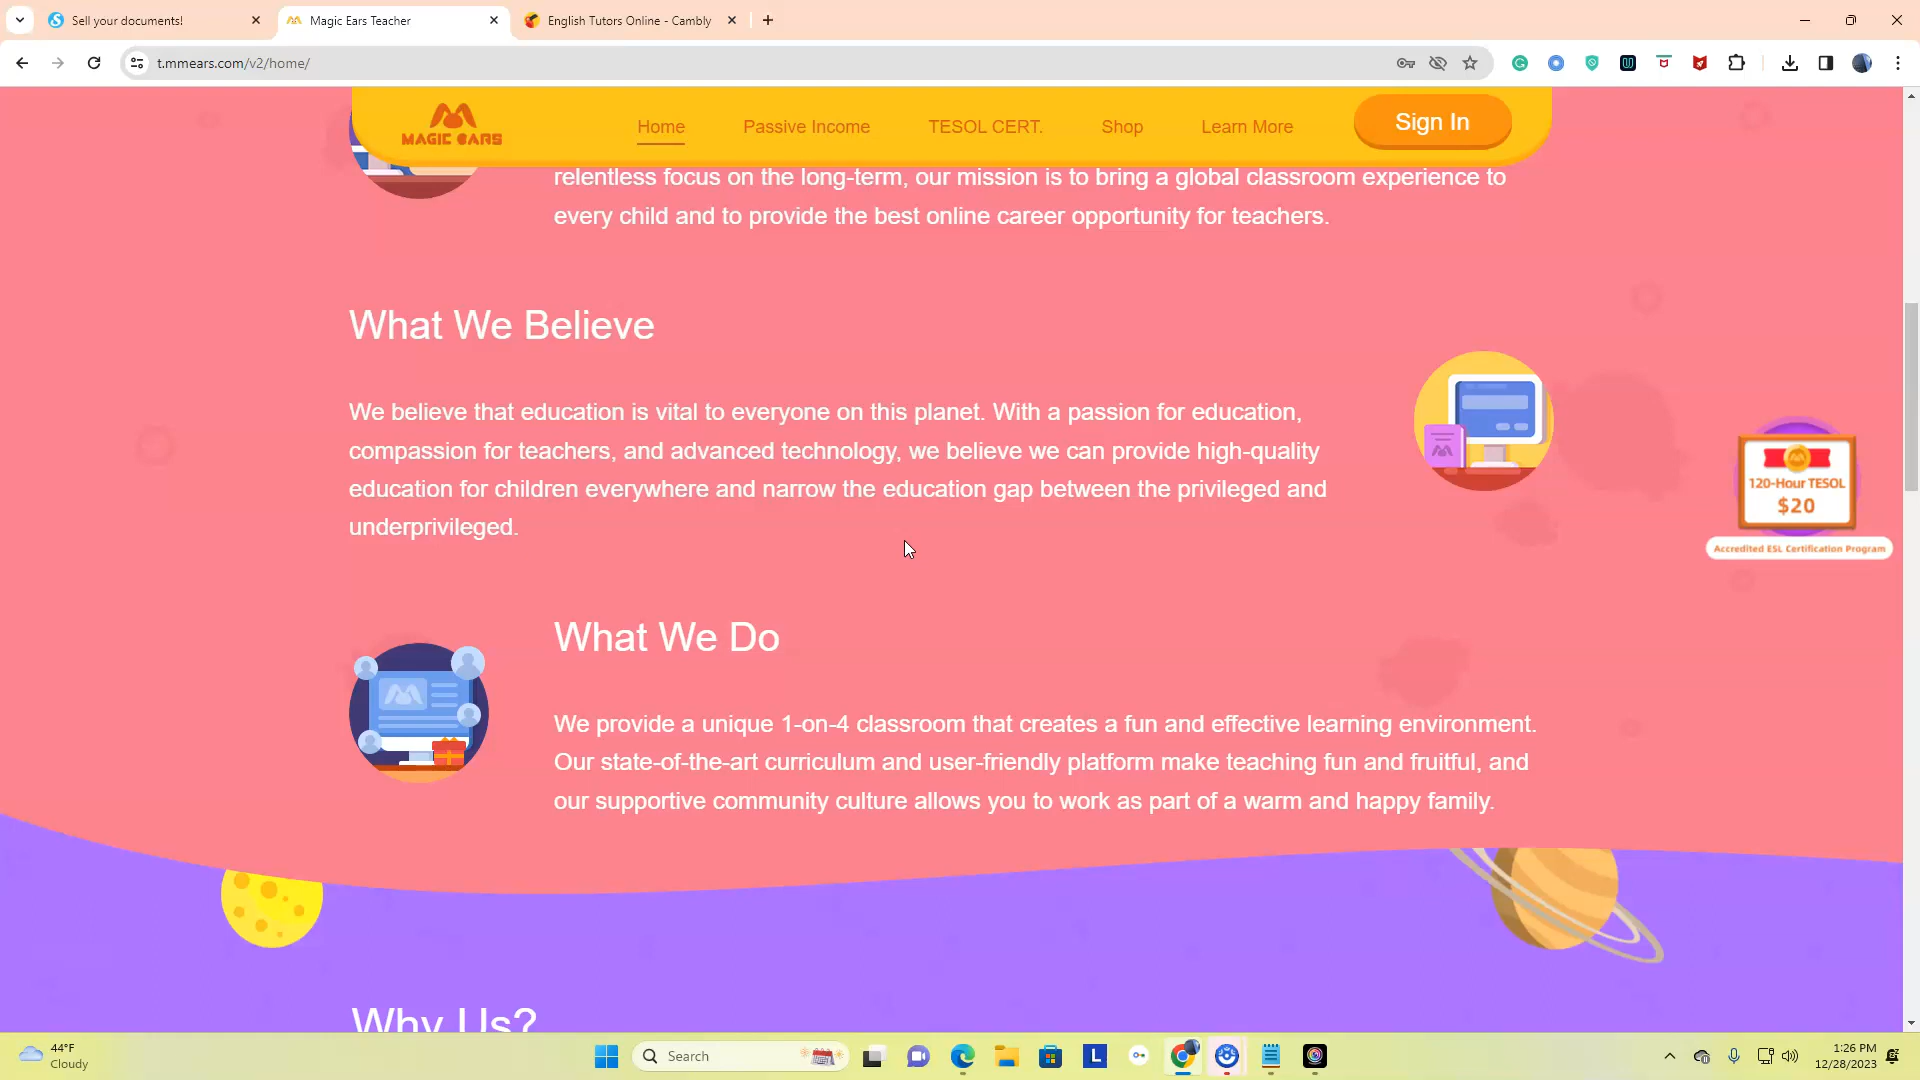 Sell your documents!
Magic Ears Teacher
English Tutors Online - Cambly
t.mmears.com/v2/home/
MAGIC EARS
Home
Passive Income
TESOL CERT.
Shop
Learn More
Sign In
relentless focus on the long-term, our mission is to bring a global classroom experience to
every child and to provide the best online career opportunity for teachers.
What We Believe
We believe that education is vital to everyone on this planet. With a passion for education,
compassion for teachers, and advanced technology, we believe we can provide high-quality
education for children everywhere and narrow the education gap between the privileged and
underprivileged.
120-Hour TESOL
$20
Accredited ESL Certification Program
What We Do
We provide a unique 1-on-4 classroom that creates a fun and effective learning environment.
Our state-of-the-art curriculum and user-friendly platform make teaching fun and fruitful, and
our supportive community culture allows you to work as part of a warm and happy family.
Why Us?
44°F
Cloudy
Search
L
1:26 PM
12/28/2023